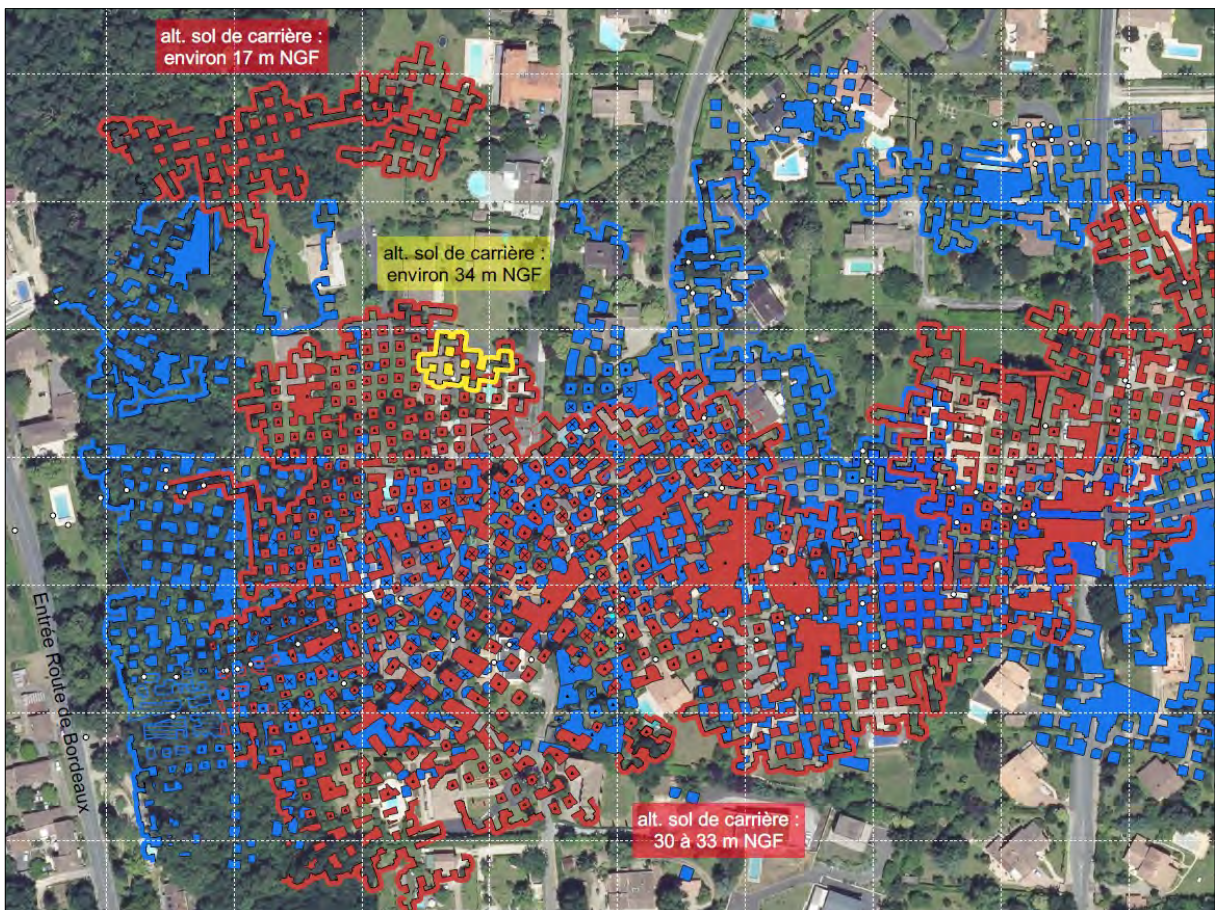 alt. sol de carrière :
environ 17 m NGF
alt. sol de carrière :
environ 34 m NGF
Entrée Route de Bordeaux
alt. sol de carrière :
30 à 33 m NGF